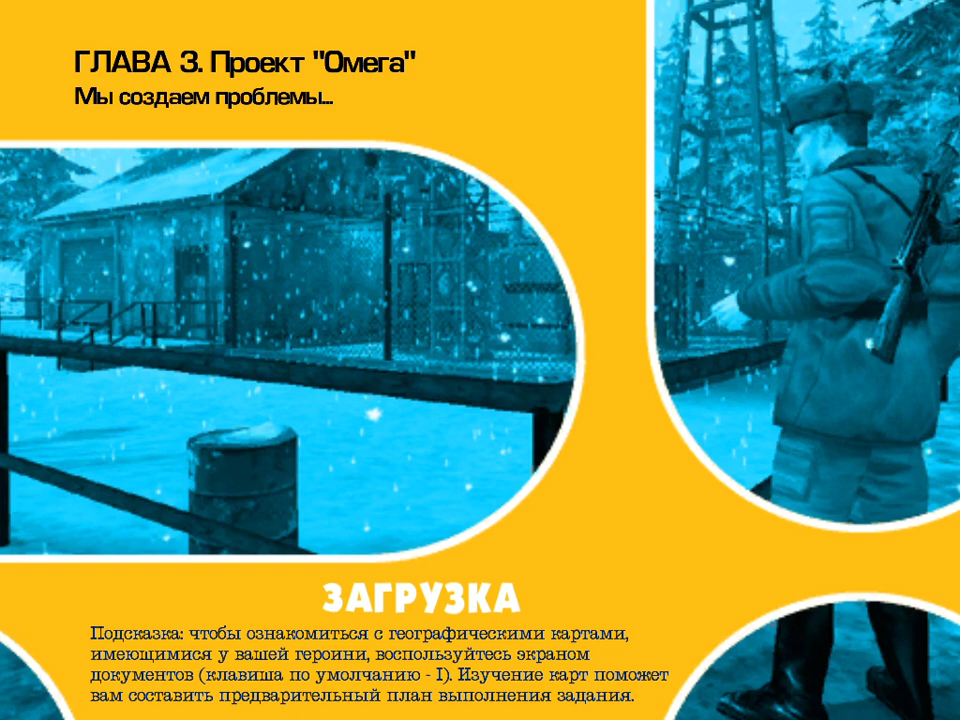 ГЛАВА 3. Проект "Омега"
Мы создаем проблемы...
ЗАГРУЗКА
Подсказка: чтобы ознакомиться с географическими картами,
имеющимися у вашей героини, воспользуйтесь экраном
документов (клавиша по умолчанию - I). Изучение карт поможет
вам составить предварительный план выполнения задания.